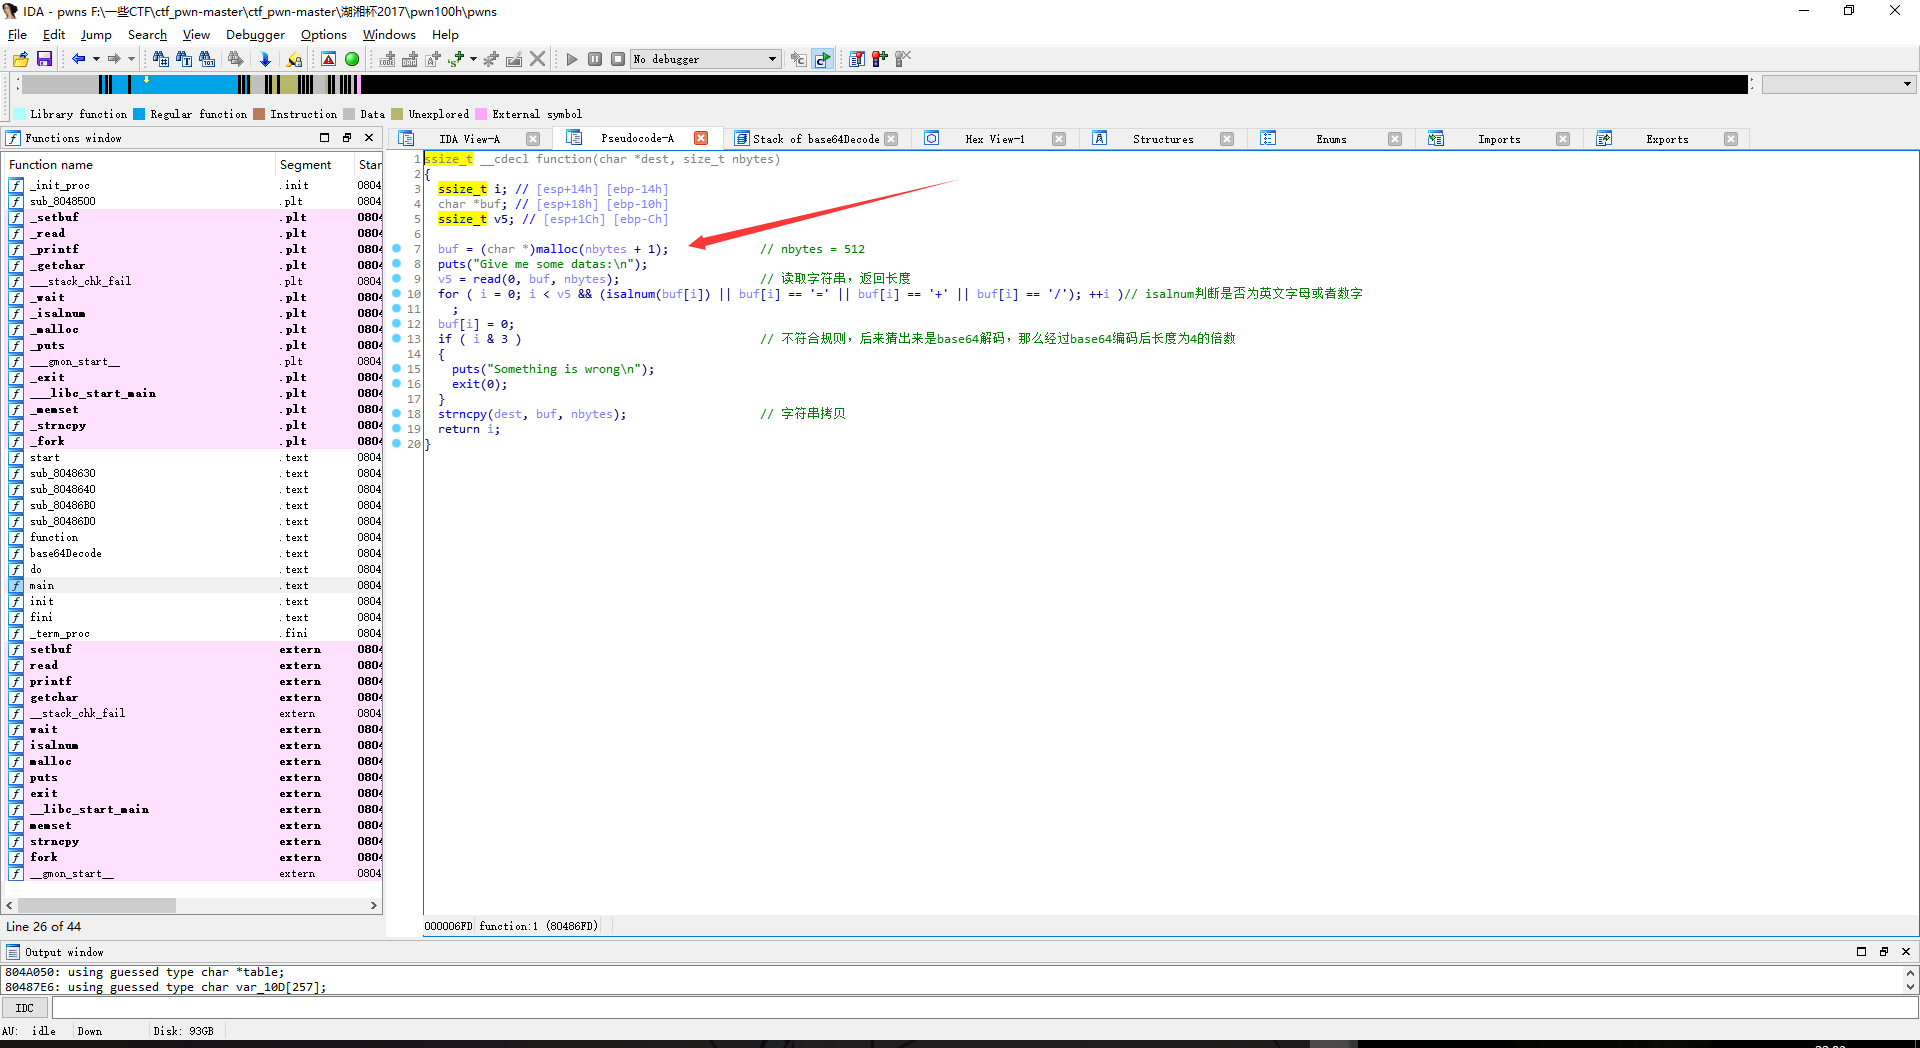 IDA - pwns F:\一些CTF\ctf_pwn-master\ctf_pwn-master\湖湘杯2017\pwn100h\pwns
File Edit Jump Search View Debugger Options Windows Help
No debugger
Library function Regular function Instruction Data Unexplored External symbol
Functions window
Function name Segment Star
_init_proc .init 0804
sub_8048500 .plt 0804
_setbuf .plt 0804
_read .plt 0804
_printf .plt 0804
_getchar .plt 0804
___stack_chk_fail .plt 0804
_wait .plt 0804
_isalnum .plt 0804
_malloc .plt 0804
_puts .plt 0804
___gmon_start__ .plt 0804
_exit .plt 0804
___libc_start_main .plt 0804
_memset .plt 0804
_strncpy .plt 0804
_fork .plt 0804
start .text 0804
sub_8048630 .text 0804
sub_8048640 .text 0804
sub_80486B0 .text 0804
sub_80486D0 .text 0804
function .text 0804
base64Decode .text 0804
do .text 0804
main .text 0804
init .text 0804
fini .text 0804
_term_proc .fini 0804
setbuf extern 0804
read extern 0804
printf extern 0804
getchar extern 0804
__stack_chk_fail extern 0804
wait extern 0804
isalnum extern 0804
malloc extern 0804
puts extern 0804
exit extern 0804
__libc_start_main extern 0804
memset extern 0804
strncpy extern 0804
fork extern 0804
__gmon_start__ extern 0804
Line 26 of 44
IDA View-A Pseudocode-A Stack of base64Decode Hex View-1 Structures Enums Imports Exports
1 ssize_t __cdecl function(char *dest, size_t nbytes)
2 {
3 ssize_t i; // [esp+14h] [ebp-14h]
4 char *buf; // [esp+18h] [ebp-10h]
5 ssize_t v5; // [esp+1Ch] [ebp-Ch]
6
7 buf = (char *)malloc(nbytes + 1); // nbytes = 512
8 puts("Give me some datas:\n");
9 v5 = read(0, buf, nbytes); // 读取字符串，返回长度
10 for ( i = 0; i < v5 && (isalnum(buf[i]) || buf[i] == '=' || buf[i] == '+' || buf[i] == '/'); ++i )// isalnum判断是否为英文字母或者数字
11 ;
12 buf[i] = 0;
13 if ( i & 3 ) // 不符合规则，后来猜出来是base64解码，那么经过base64编码后长度为4的倍数
14 {
15 puts("Something is wrong\n");
16 exit(0);
17 }
18 strncpy(dest, buf, nbytes); // 字符串拷贝
19 return i;
20 }
000006FD function:1 (80486FD)
Output window
804A050: using guessed type char *table;
80487E6: using guessed type char var_10D[257];
IDC
AU: idle Down Disk: 93GB